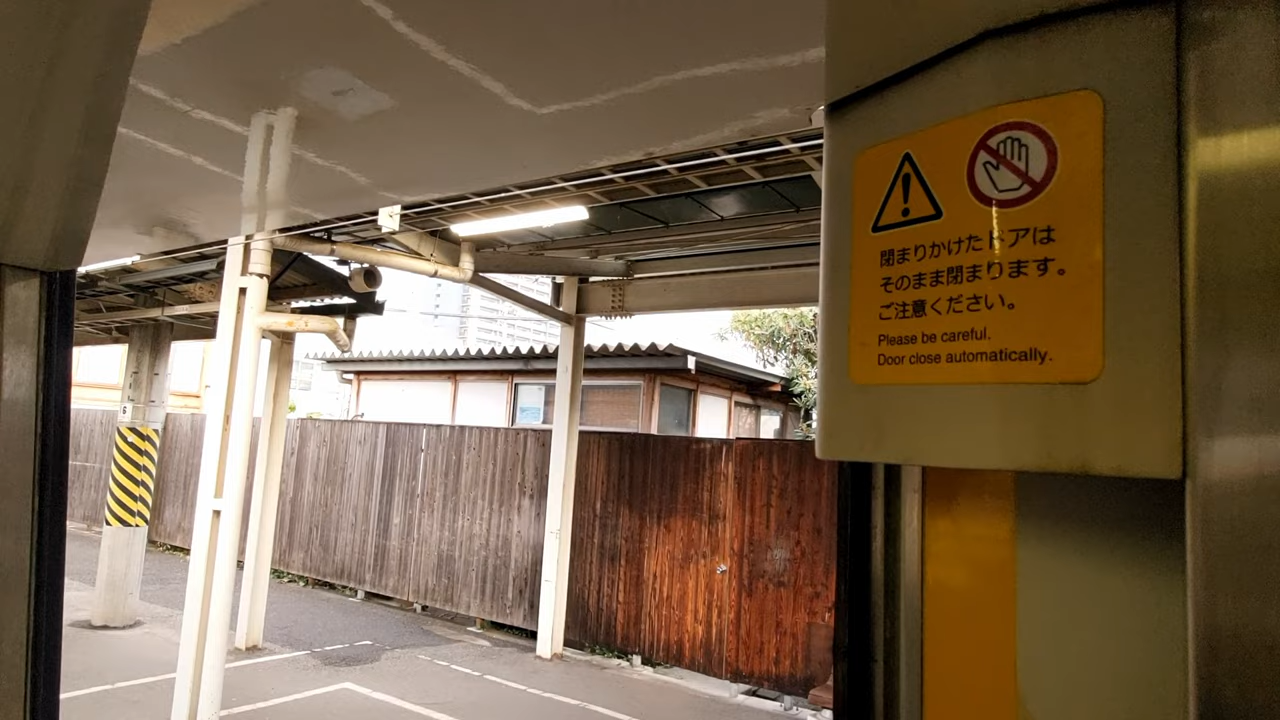 閉まりかけたドアは
そのまま閉まります。
ご注意ください。
Please be careful.
Door close automatically.
6